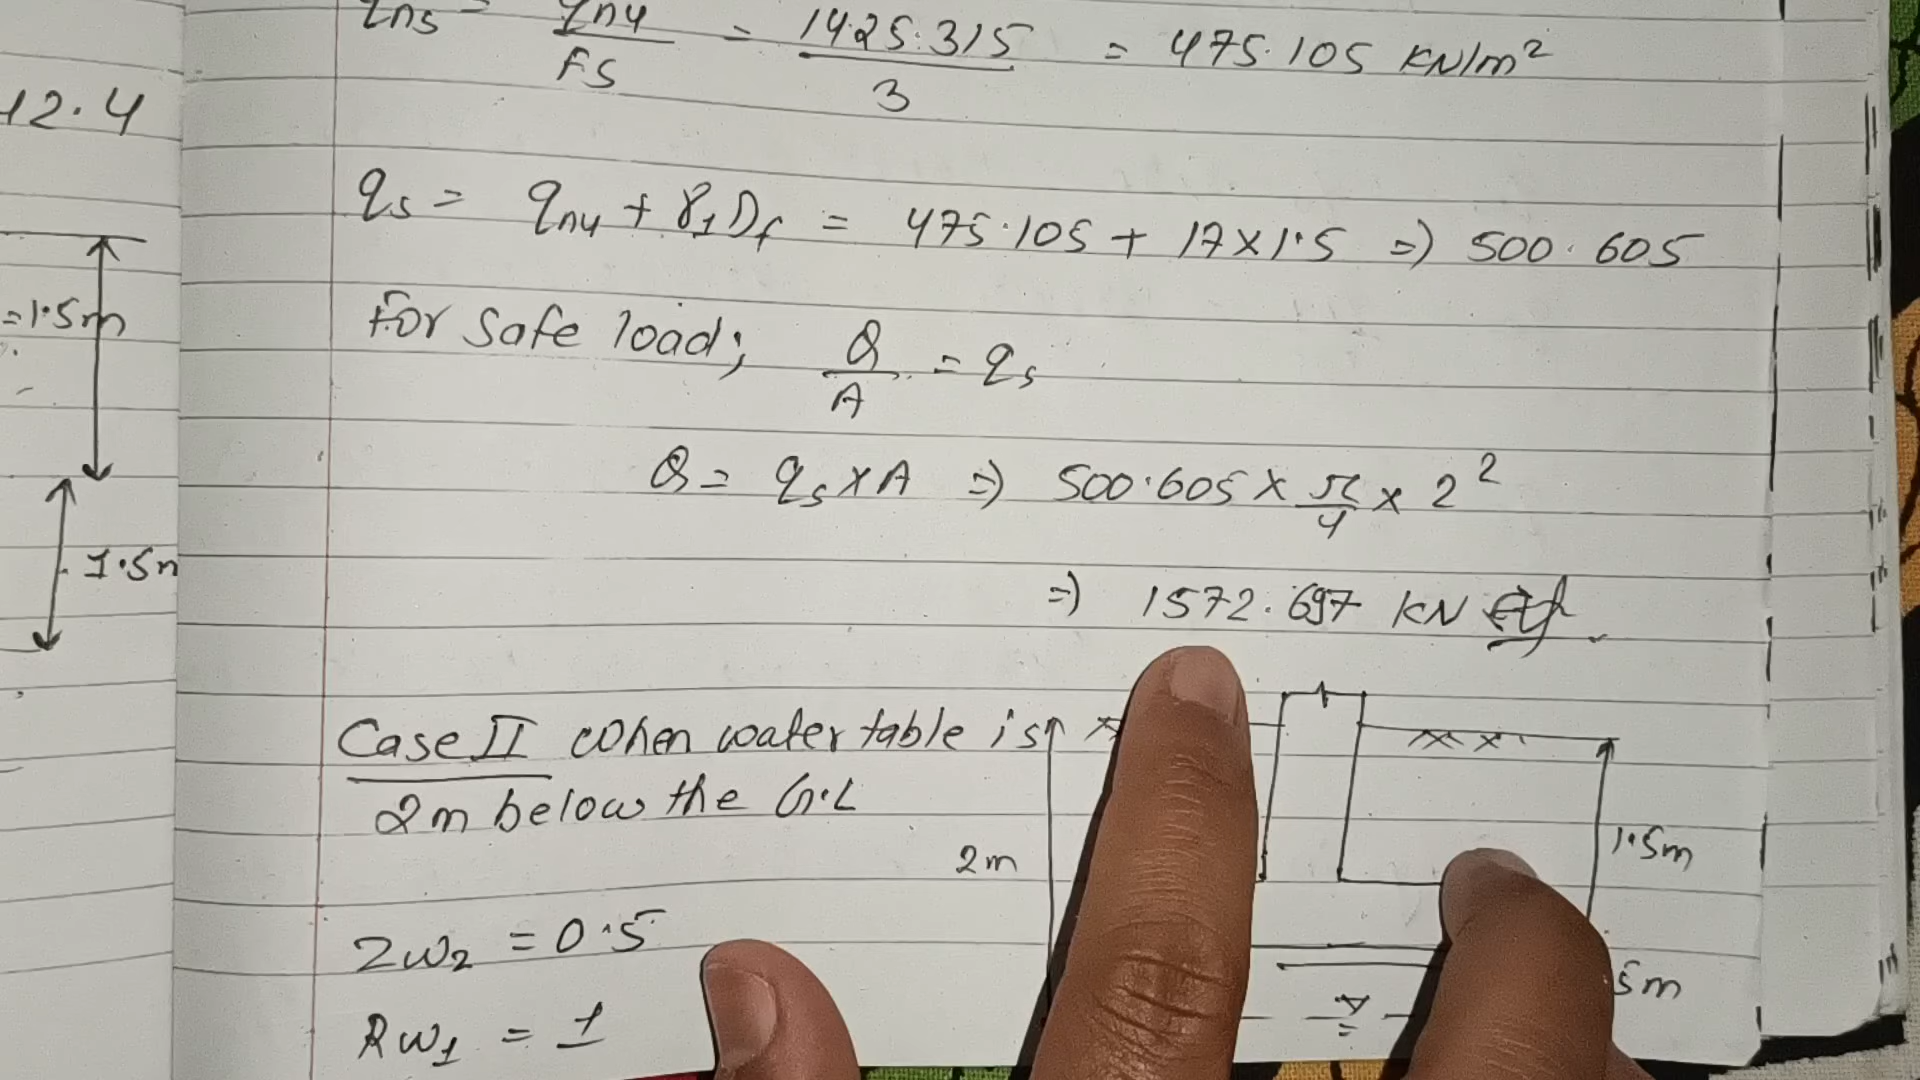 qns = qnu/FS = 1425.315/3 = 475.105 KN/m²
12.4
qs = qnu + γ1Df = 475.105 + 17×1.5 ⇒ 500.605
=1.5m
For safe load; Q/A = qs
Q = qs × A ⇒ 500.605 × π/4 × 2²
1.5m
⇒ 1572.697 KN
Case II when water table is
2m below the G.L
2m
1.5m
Zw2 = 0.5
5m
Rw1 = 1